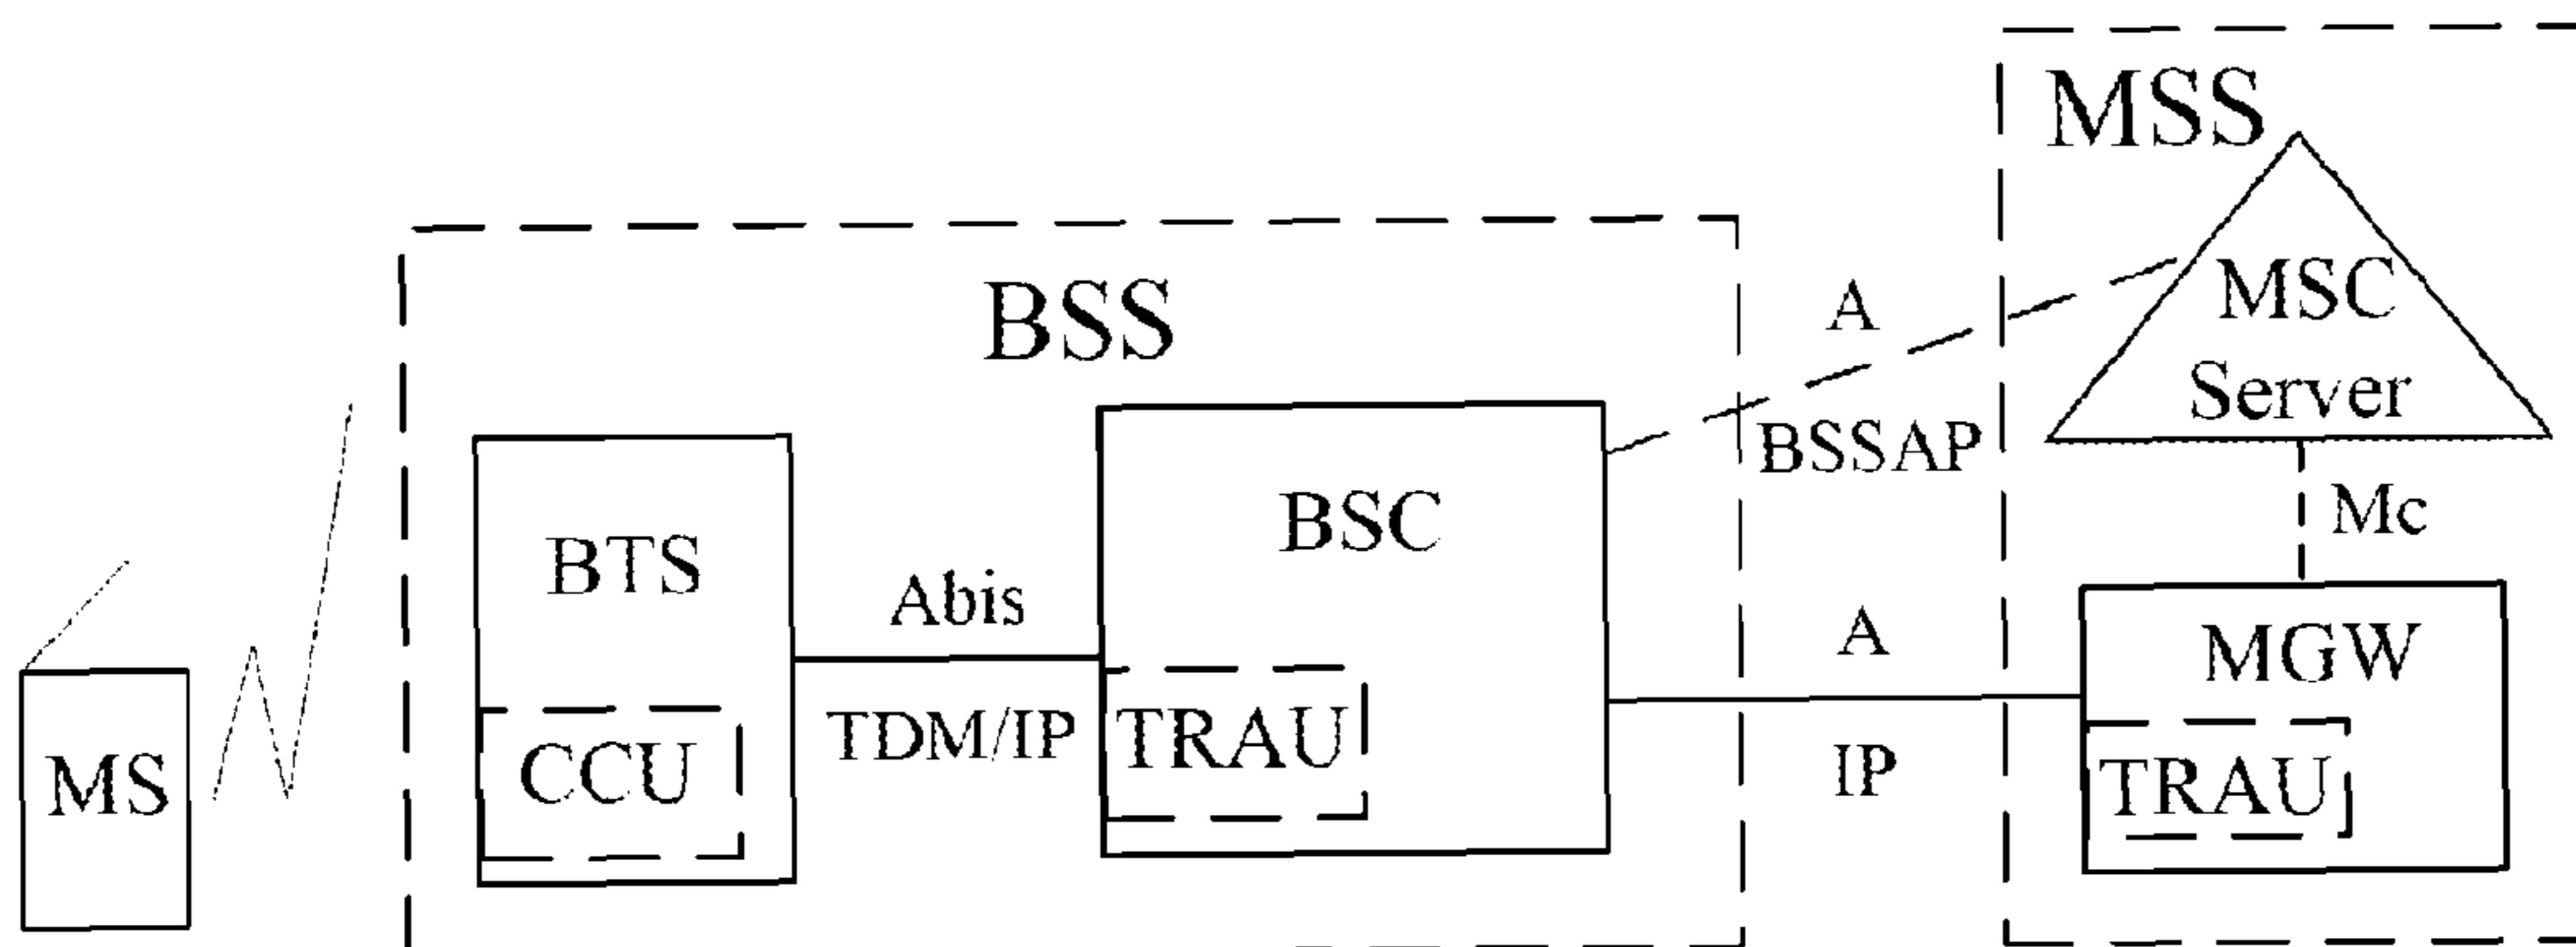 MSS
BSS
A
MSC
Server
BSSAP
Mc
BSC
BTS
Abis
A
MGW
TDM/IP
TRAU
IP
TRAU
CCU
MS